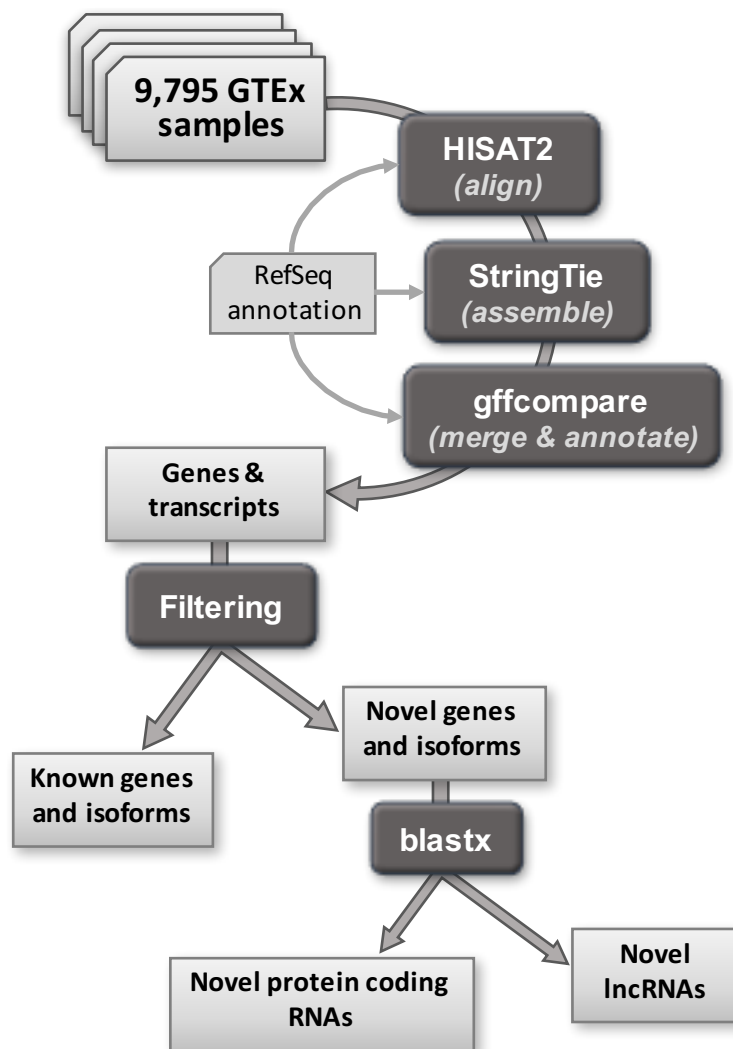 9,795 GTEx
samples
HISAT2
(align)
RefSeq
annotation
StringTie
(assemble)
gffcompare
(merge & annotate)
Genes &
transcripts
Filtering
Known genes
and isoforms
Novel genes
and isoforms
blastx
Novel protein coding
RNAs
Novel
lncRNAs